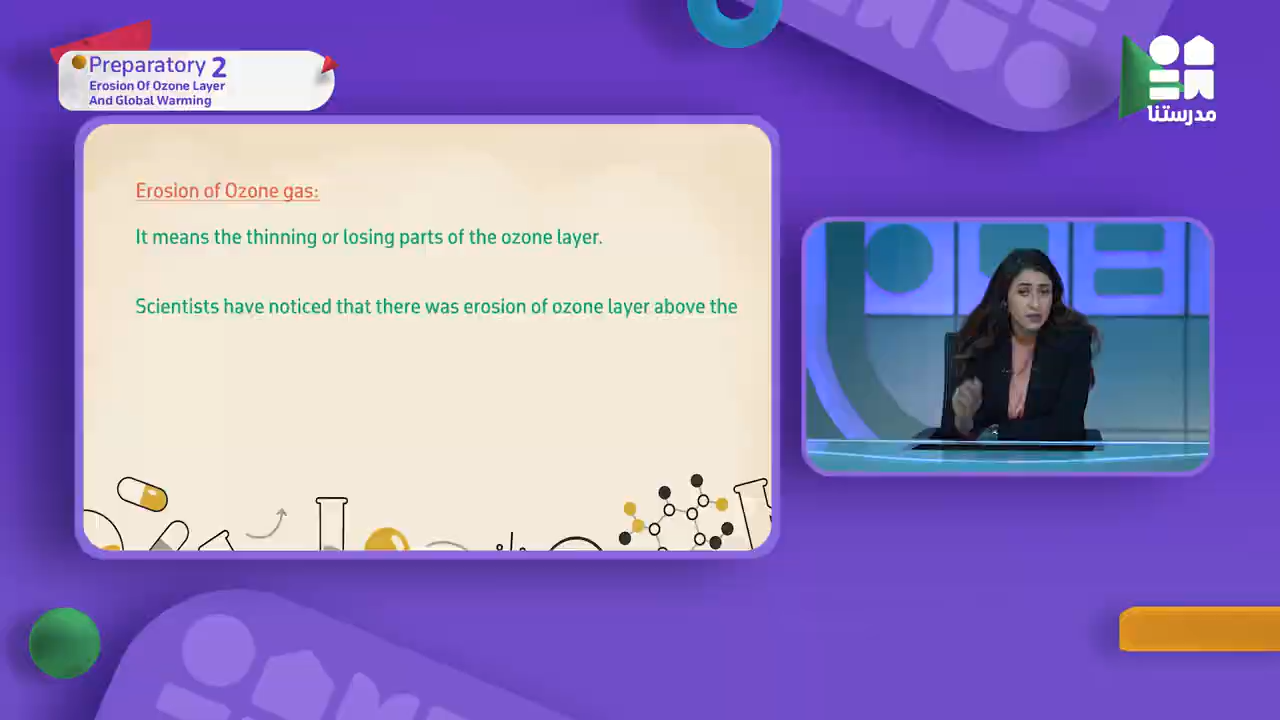 Preparatory 2
Erosion Of Ozone Layer
And Global Warming
مدرستنا
Erosion of Ozone gas:
It means the thinning or losing parts of the ozone layer.
Scientists have noticed that there was erosion of ozone layer above the